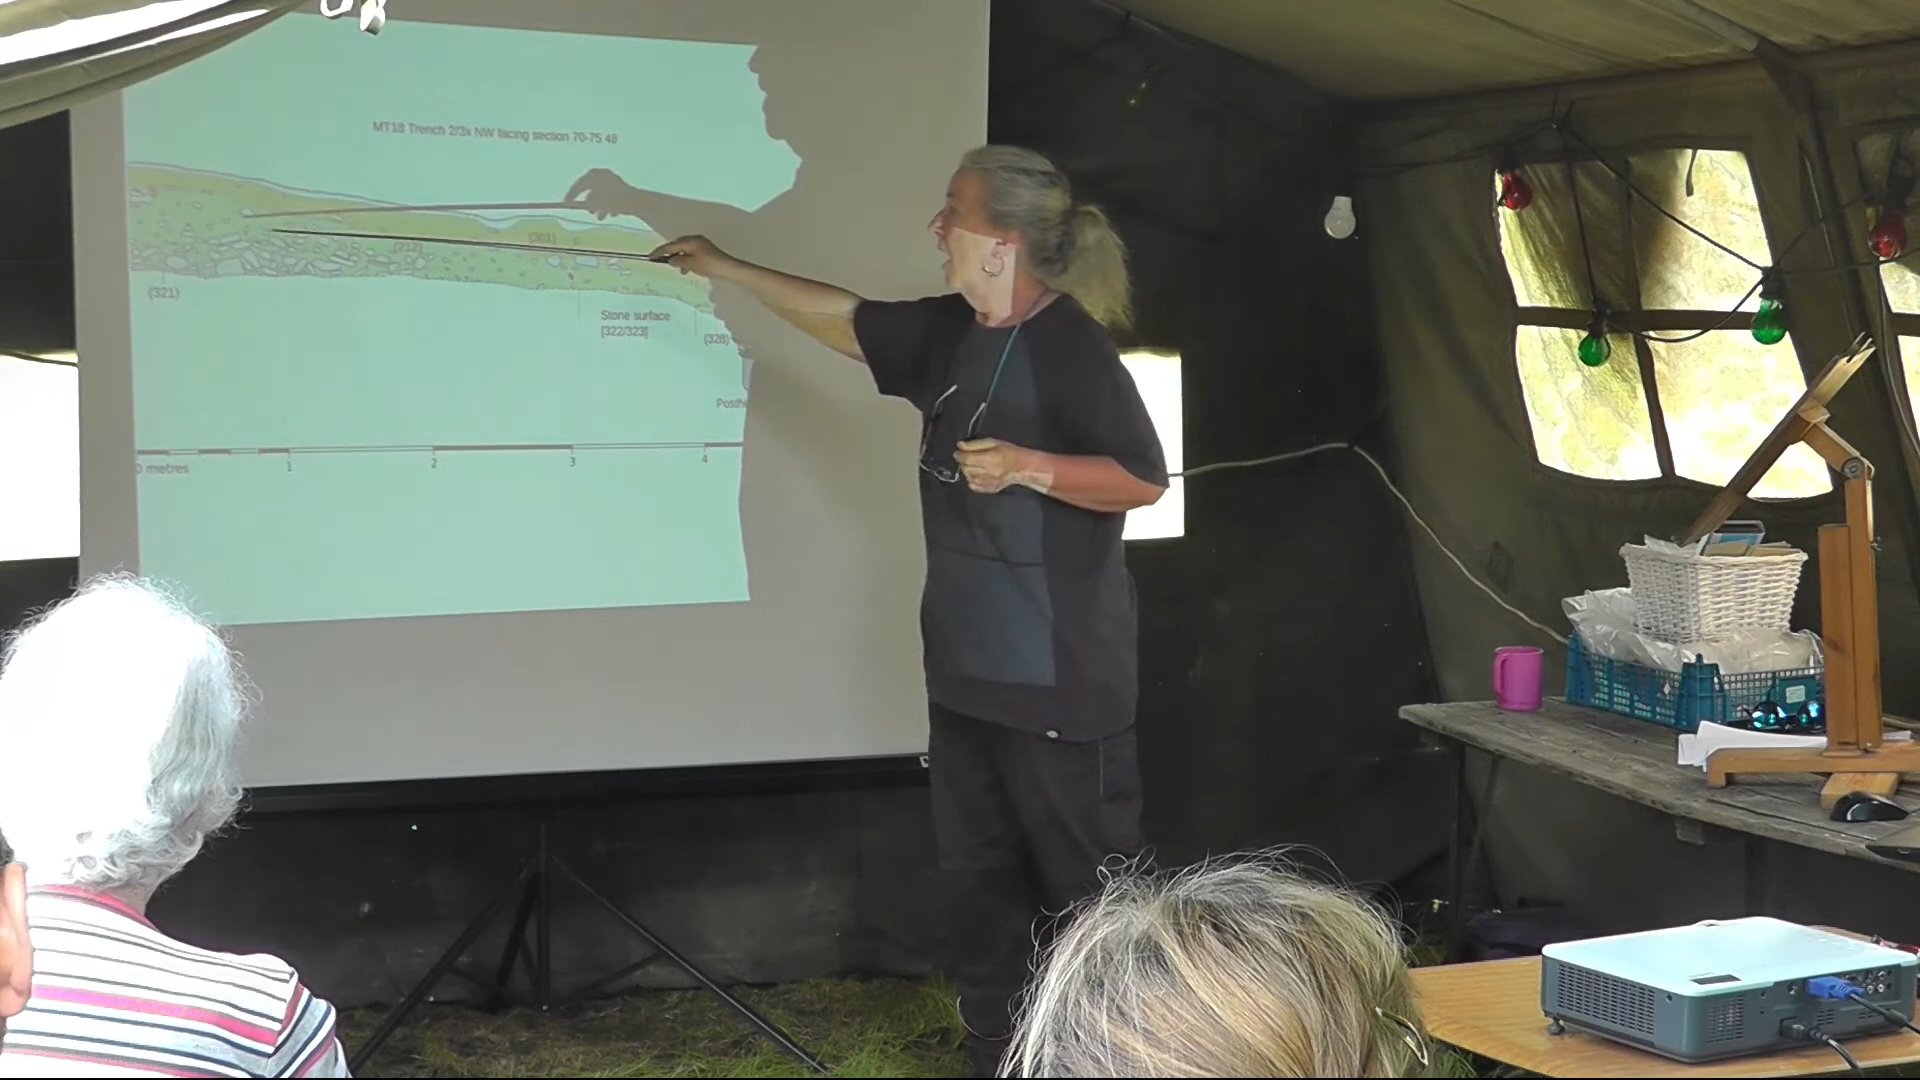 MT18 Trench 2/3x NW facing section 70-75 48
(301)
[212]
(321)
Stone surface
[322/323]
(328)
0 metres 1 2 3 4